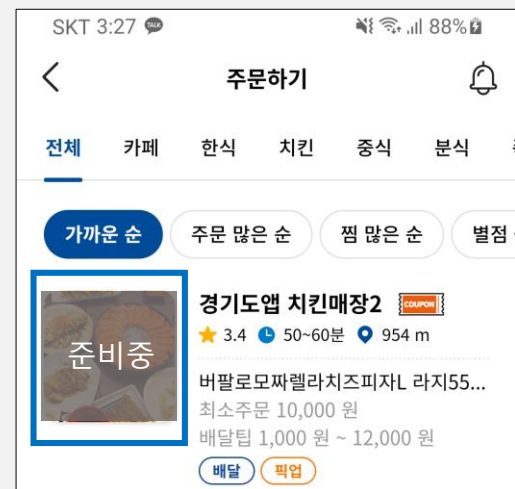 SKT 3:27 TALK 88%
주문하기
전체 카페 한식 치킨 중식 분식
가까운 순 주문 많은 순 찜 많은 순 별점
준비중
경기도앱 치킨매장2 COUPON
3.4 50~60분 954 m
버팔로모짜렐라치즈피자L 라지55...
최소주문 10,000 원
배달팁 1,000 원 ~ 12,000 원
배달 픽업